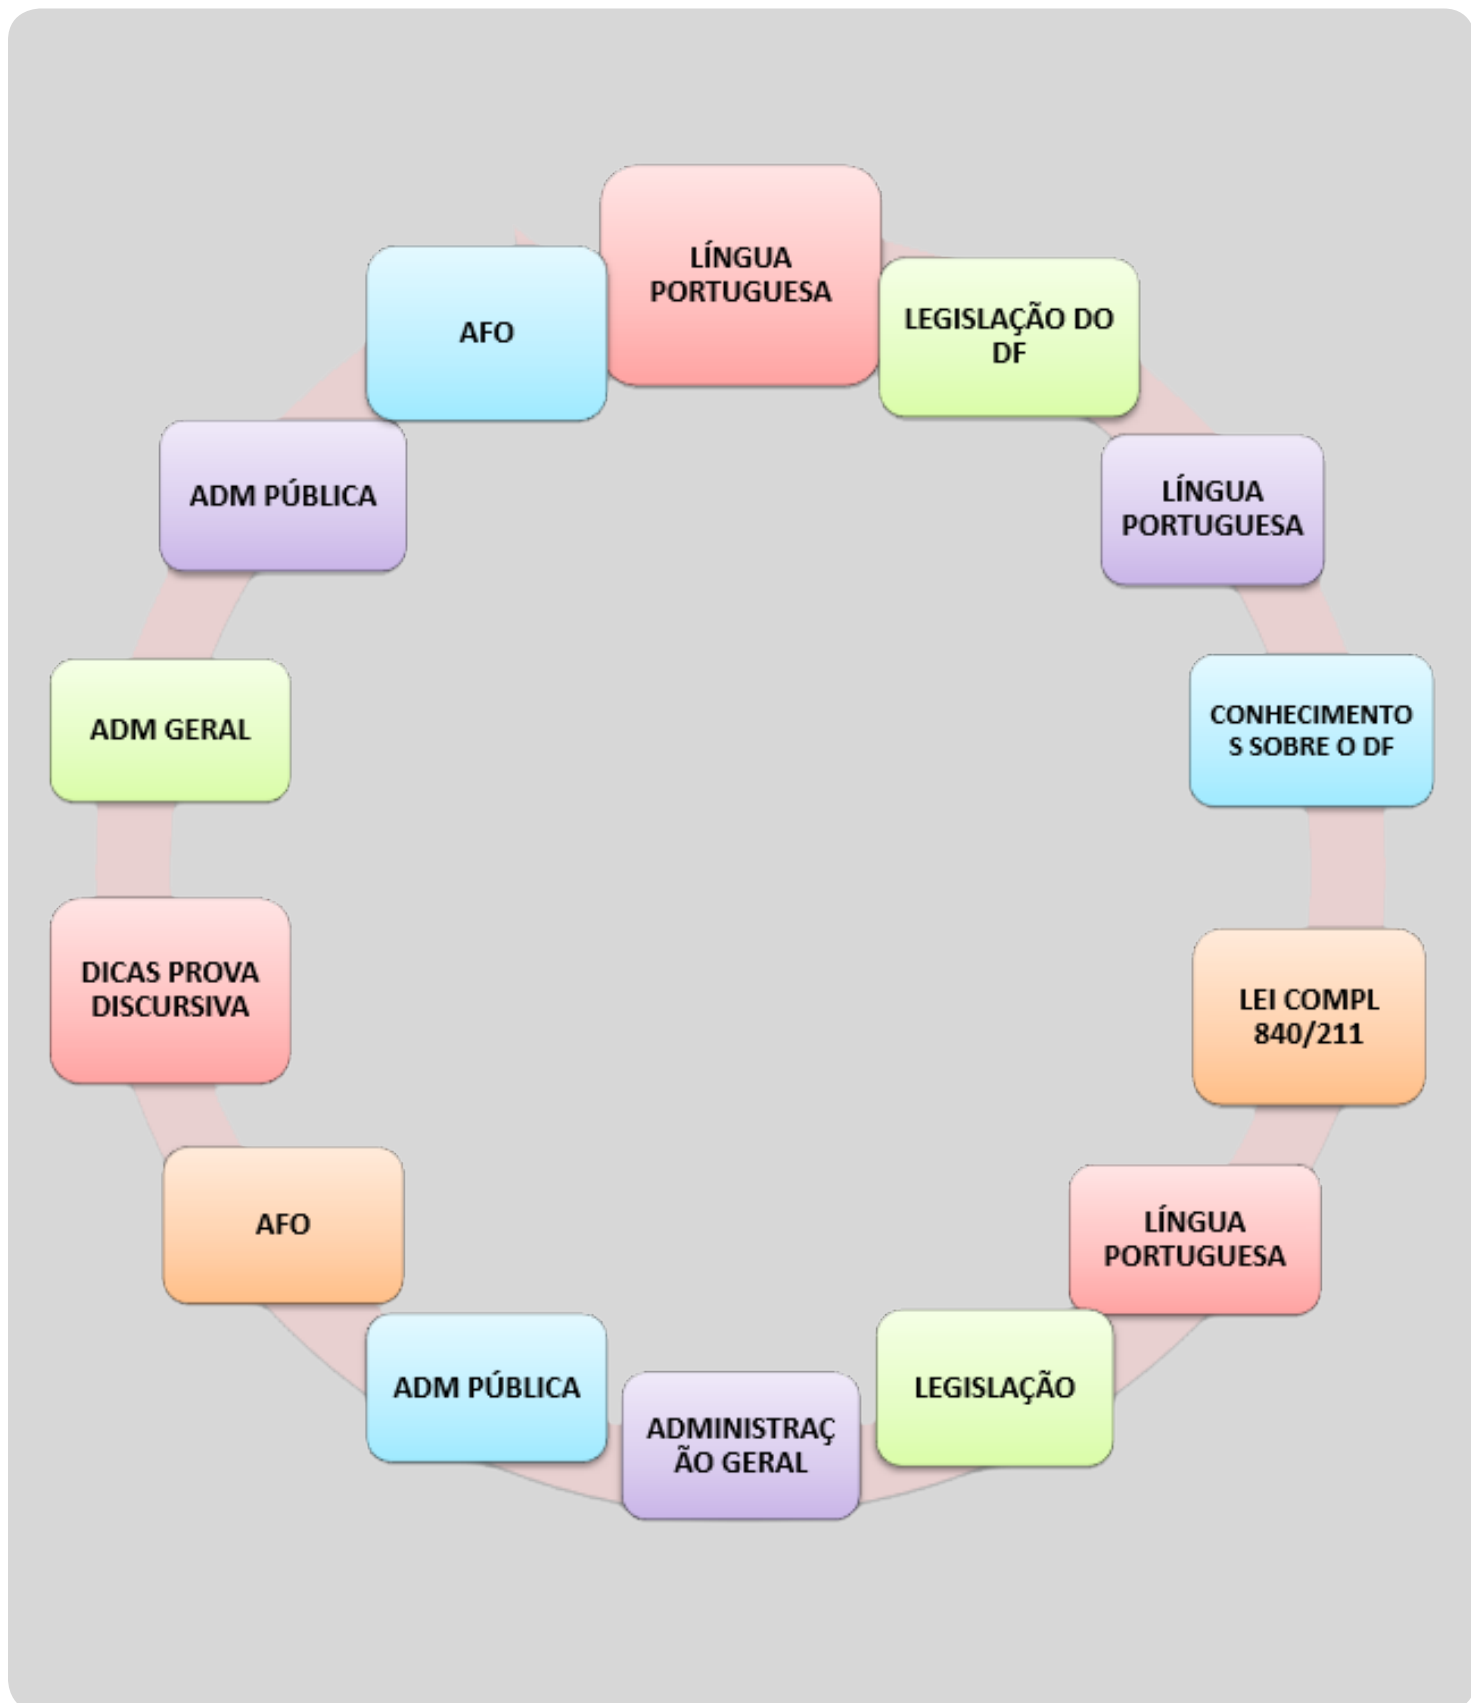 LÍNGUA
PORTUGUESA
LEGISLAÇÃO DO
DF
LÍNGUA
PORTUGUESA
CONHECIMENTO
S SOBRE O DF
LEI COMPL
840/211
LÍNGUA
PORTUGUESA
LEGISLAÇÃO
ADMINISTRAÇ
ÃO GERAL
ADM PÚBLICA
AFO
DICAS PROVA
DISCURSIVA
ADM GERAL
ADM PÚBLICA
AFO